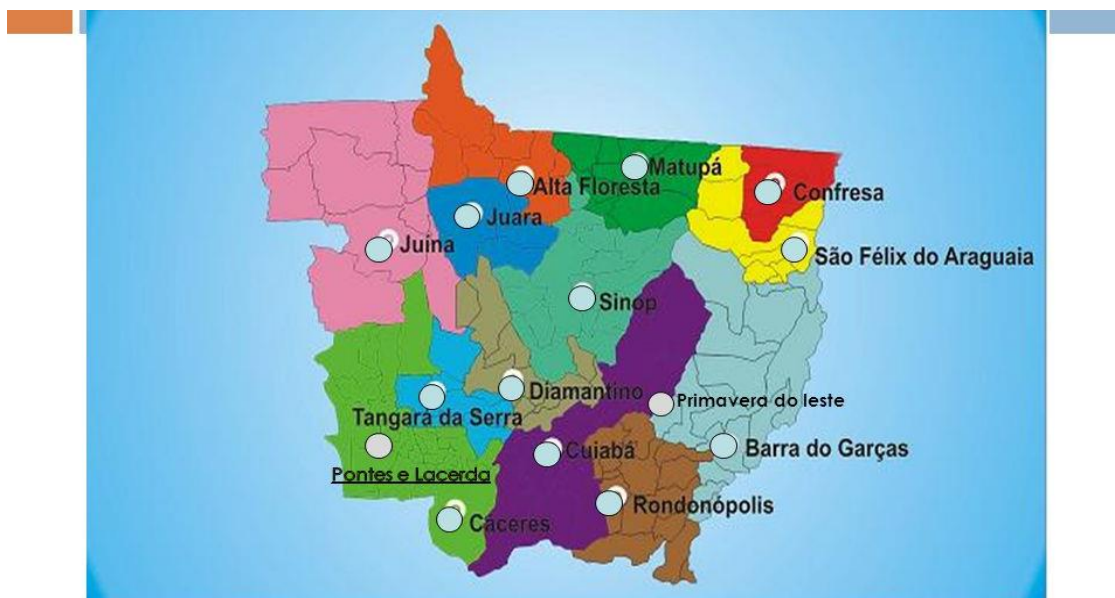 Matupá
Alta Floresta
Confresa
Juara
Juína
São Félix do Araguaia
Sinop
Diamantino
Primavera do leste
Tangará da Serra
Cuiabá
Barra do Garças
Pontes e Lacerda
Rondonópolis
Cáceres